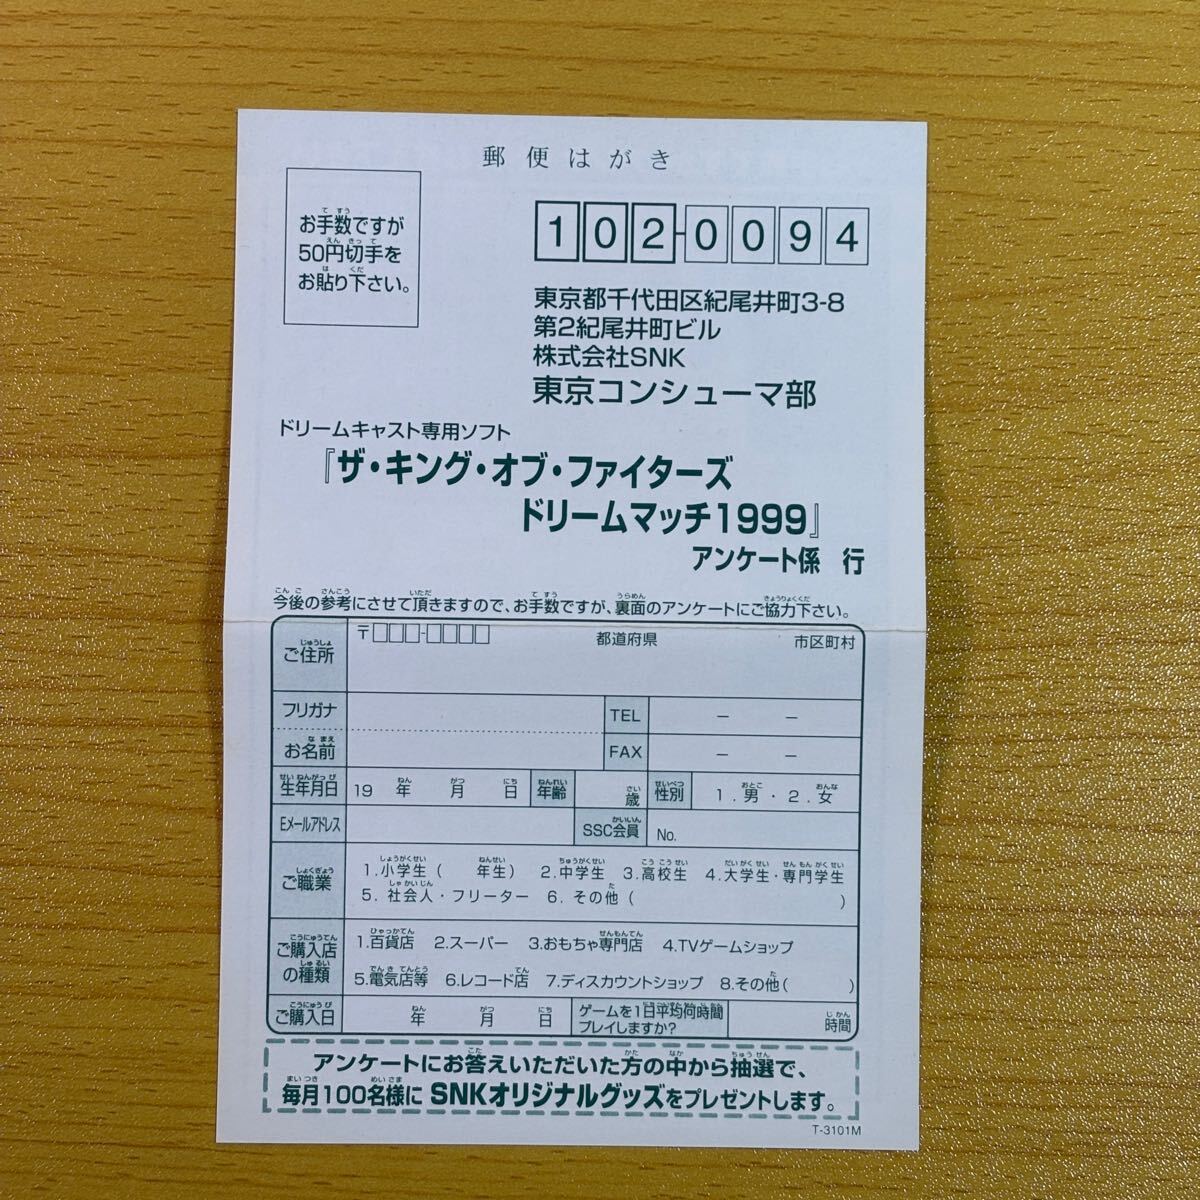 郵便はがき
お手数ですが
50円切手を
お貼り下さい。
102-0094
東京都千代田区紀尾井町3-8
第2紀尾井町ビル
株式会社SNK
東京コンシューマ部
ドリームキャスト専用ソフト
『ザ・キング・オブ・ファイターズ
ドリームマッチ1999』
アンケート係 行
今後の参考にさせて頂きますので、お手数ですが、裏面のアンケートにご協力下さい。
ご住所 〒□□□-□□□□ 都道府県 市区町村
フリガナ TEL － －
お名前 FAX － －
生年月日 19 年 月 日 年齢 歳 性別 1.男・2.女
Eメールアドレス SSC会員 No.
ご職業 1.小学生( 年生) 2.中学生 3.高校生 4.大学生・専門学生
5. 社会人・フリーター 6. その他( )
ご購入店の種類 1.百貨店 2.スーパー 3.おもちゃ専門店 4.TVゲームショップ
5.電気店等 6.レコード店 7.ディスカウントショップ 8.その他( )
ご購入日 年 月 日 ゲームを1日平均何時間プレイしますか? 時間
アンケートにお答えいただいた方の中から抽選で、
毎月100名様に SNKオリジナルグッズをプレゼントします。
T-3101M